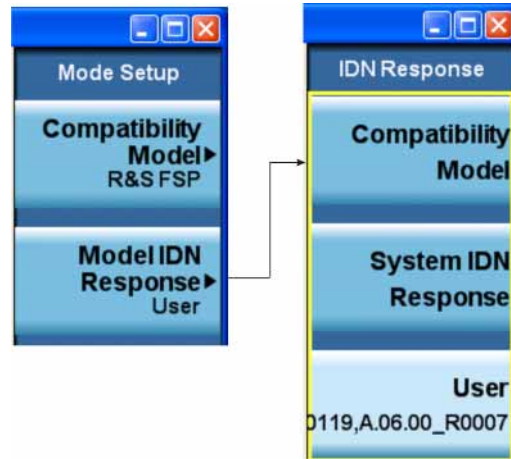 Mode Setup
Compatibility
Model
R&S FSP
Model IDN
Response
User
IDN Response
Compatibility
Model
System IDN
Response
User
0119,A.06.00_R0007